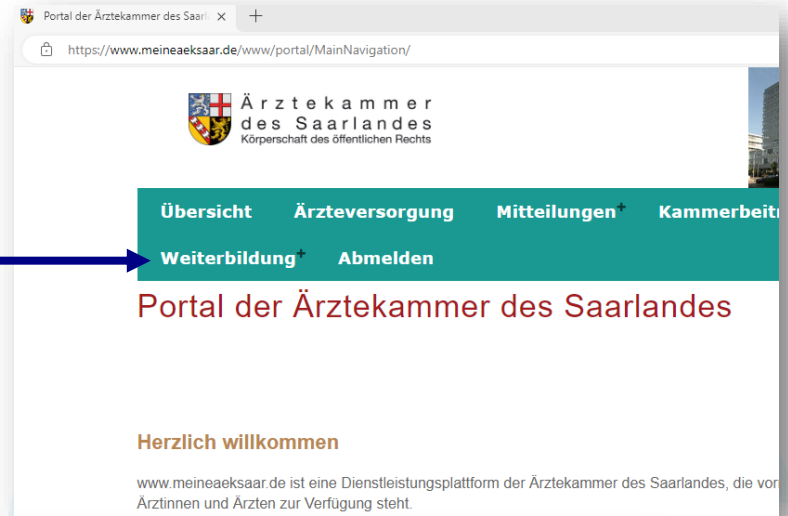 Portal der Ärztekammer des Saarl
https://www.meineaeksaar.de/www/portal/MainNavigation/
Ärztekammer
des Saarlandes
Körperschaft des öffentlichen Rechts
Übersicht Ärzteversorgung Mitteilungen+ Kammerbeitr
Weiterbildung+ Abmelden
Portal der Ärztekammer des Saarlandes
Herzlich willkommen
www.meineaeksaar.de ist eine Dienstleistungsplattform der Ärztekammer des Saarlandes, die vor
Ärztinnen und Ärzten zur Verfügung steht.